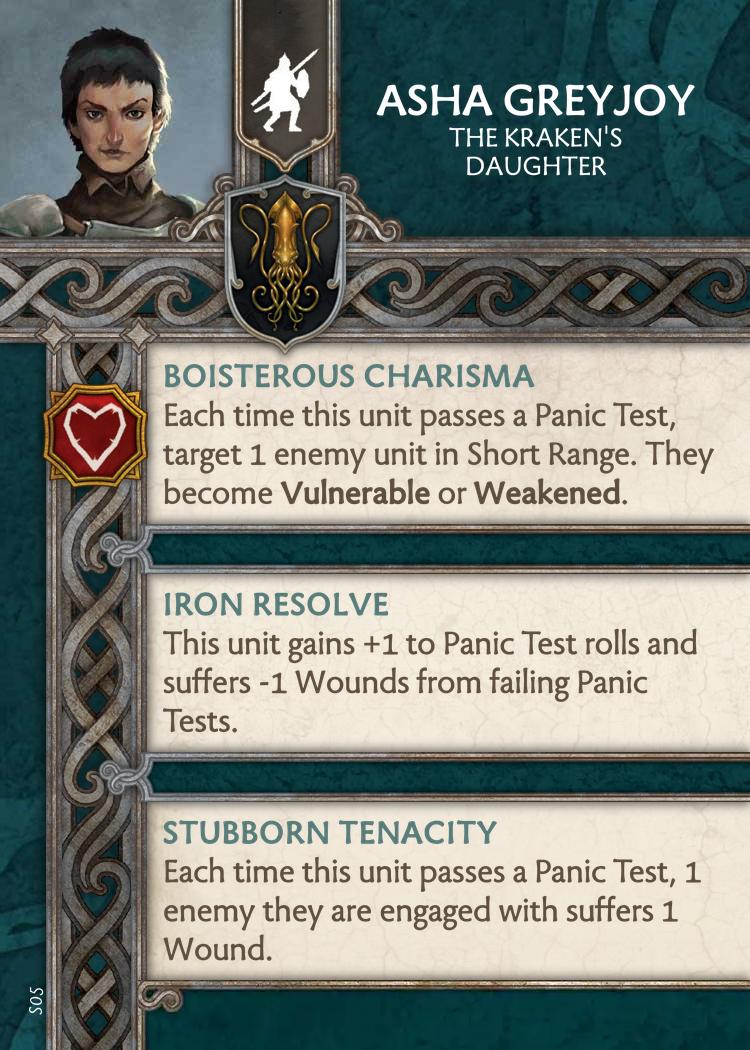 ASHA GREYJOY
THE KRAKEN'S
DAUGHTER
BOISTEROUS CHARISMA
Each time this unit passes a Panic Test,
target 1 enemy unit in Short Range. They
become Vulnerable or Weakened.
IRON RESOLVE
This unit gains +1 to Panic Test rolls and
suffers -1 Wounds from failing Panic
Tests.
STUBBORN TENACITY
Each time this unit passes a Panic Test, 1
enemy they are engaged with suffers 1
Wound.
S05